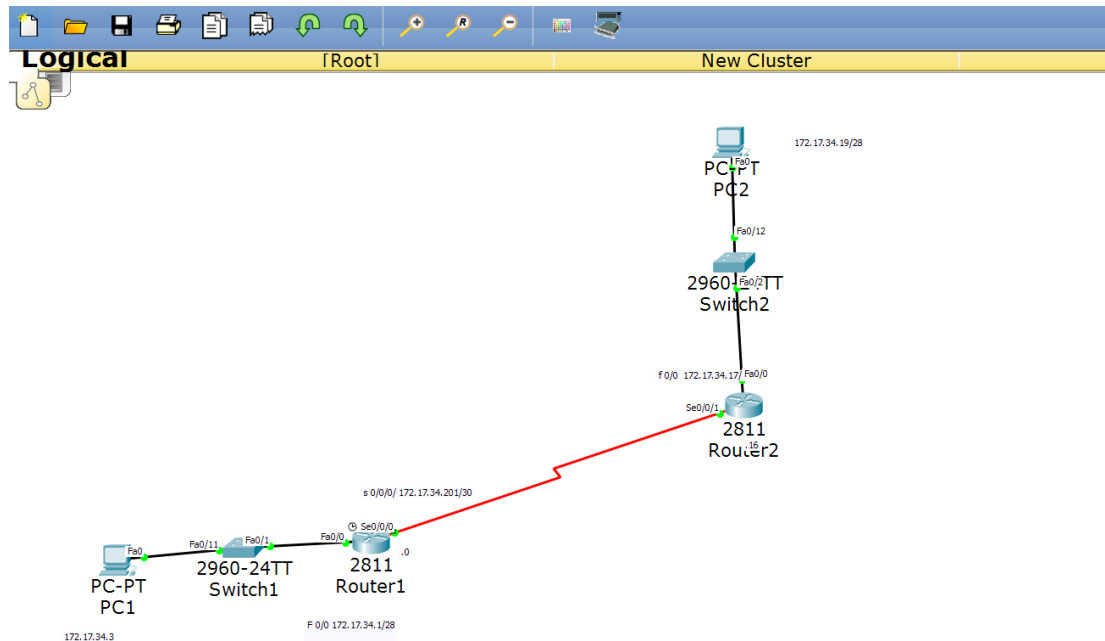 Logical [Root] New Cluster
172.17.34.19/28
Fa0
PC-PT
PC2
Fa0/12
2960-24TT
Fa0/2
Switch2
f 0/0 172.17.34.17/ Fa0/0
Se0/0/1
2811
Router2
.16
s 0/0/0/ 172.17.34.201/30
Se0/0/0
Fa0/0
.0
2811
Router1
Fa0/11
Fa0/1
2960-24TT
Switch1
Fa0
PC-PT
PC1
F 0/0 172.17.34.1/28
172.17.34.3